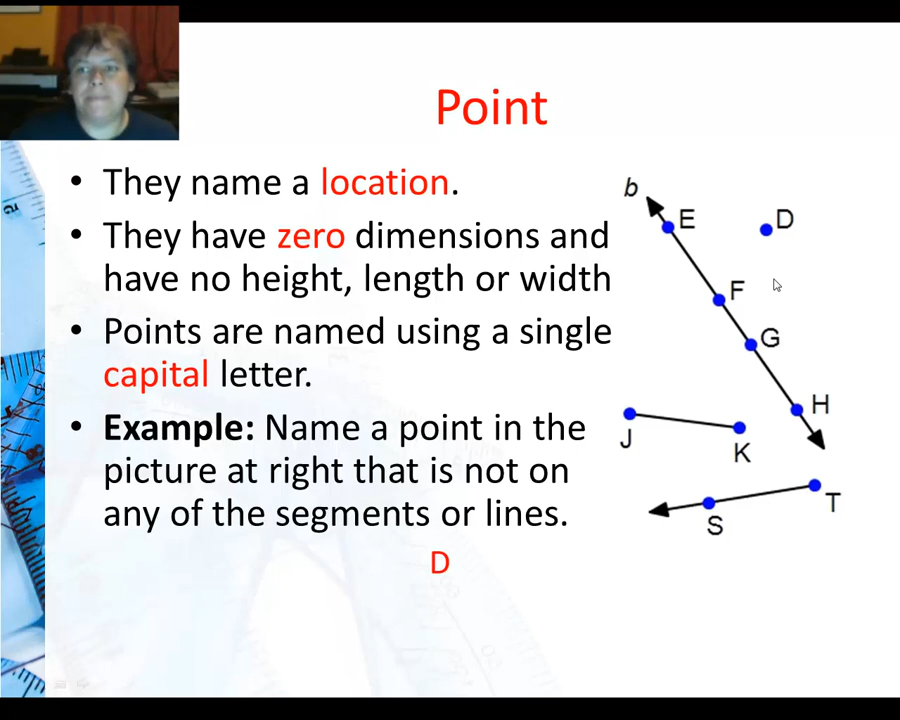 Point
• They name a location.
• They have zero dimensions and
have no height, length or width
• Points are named using a single
capital letter.
• Example: Name a point in the
picture at right that is not on
any of the segments or lines.
D
b
E
D
F
G
H
J
K
S
T